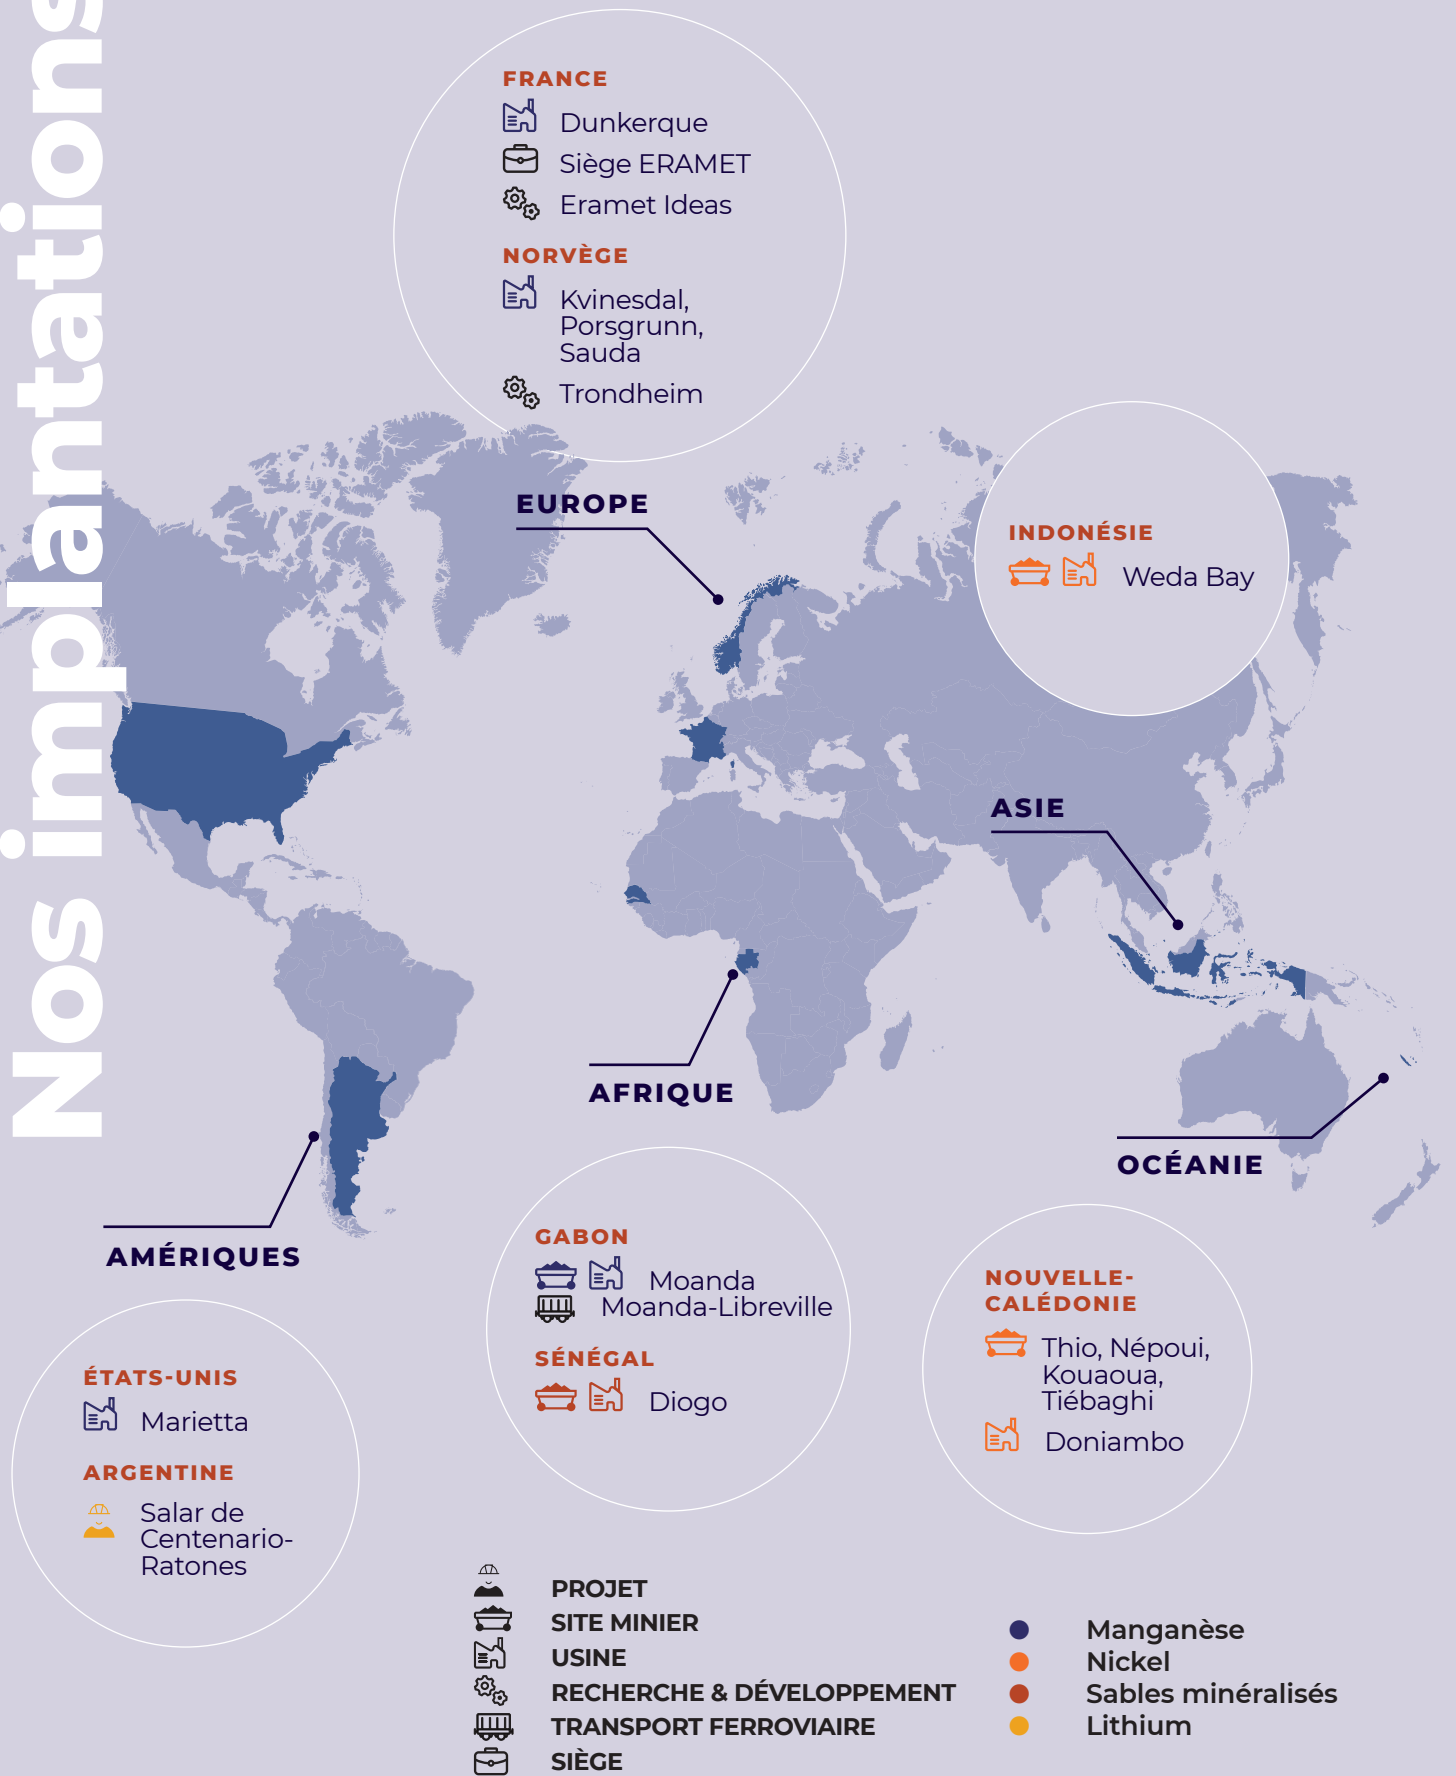 Nos implantations
FRANCE
Dunkerque
Siège ERAMET
Eramet Ideas
NORVÈGE
Kvinesdal,
Porsgrunn,
Sauda
Trondheim
EUROPE
INDONÉSIE
Weda Bay
ASIE
AFRIQUE
OCÉANIE
AMÉRIQUES
GABON
Moanda
Moanda-Libreville
SÉNÉGAL
Diogo
NOUVELLE-
CALÉDONIE
Thio, Népoui,
Kouaoua,
Tiébaghi
Doniambo
ÉTATS-UNIS
Marietta
ARGENTINE
Salar de
Centenario-
Ratones
PROJET
SITE MINIER
USINE
RECHERCHE & DÉVELOPPEMENT
TRANSPORT FERROVIAIRE
SIÈGE
Manganèse
Nickel
Sables minéralisés
Lithium